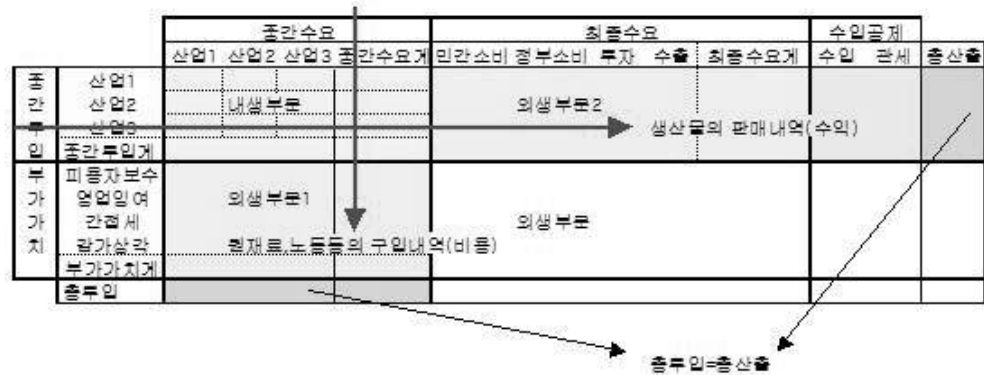 중간수요 최종수요 수입공제
산업1 산업2 산업3 중간수요계 민간소비 정부소비 투자 수출 최종수요계 수입 관세 총산출
중 산업1
간 산업2 내생부문 외생부문2
투 산업3 생산물의 판매내역(수익)
입 중간투입계
부 피용자보수
가 영업잉여 외생부문1
가 간접세 외생부문
치 감가상각 원재료,노동등의 구입내역(비용)
부가가치계
총투입
총투입=총산출